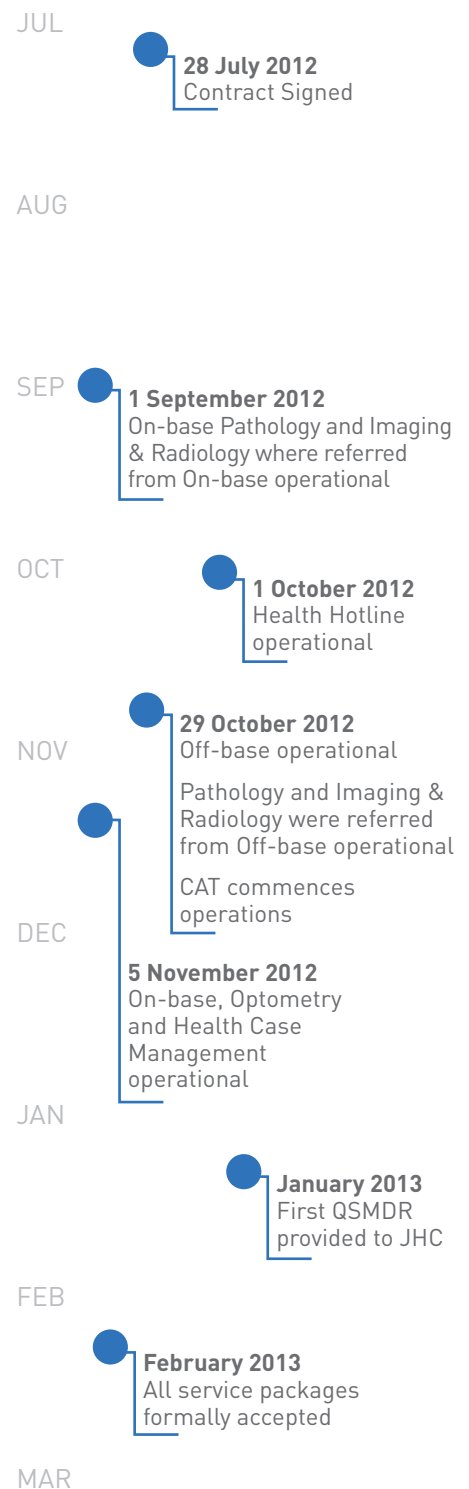 JUL
28 July 2012
Contract Signed
AUG
SEP
1 September 2012
On-base Pathology and Imaging
& Radiology where referred
from On-base operational
OCT
1 October 2012
Health Hotline
operational
29 October 2012
Off-base operational
NOV
Pathology and Imaging &
Radiology were referred
from Off-base operational
CAT commences
operations
DEC
5 November 2012
On-base, Optometry
and Health Case
Management
operational
JAN
January 2013
First QSMDR
provided to JHC
FEB
February 2013
All service packages
formally accepted
MAR